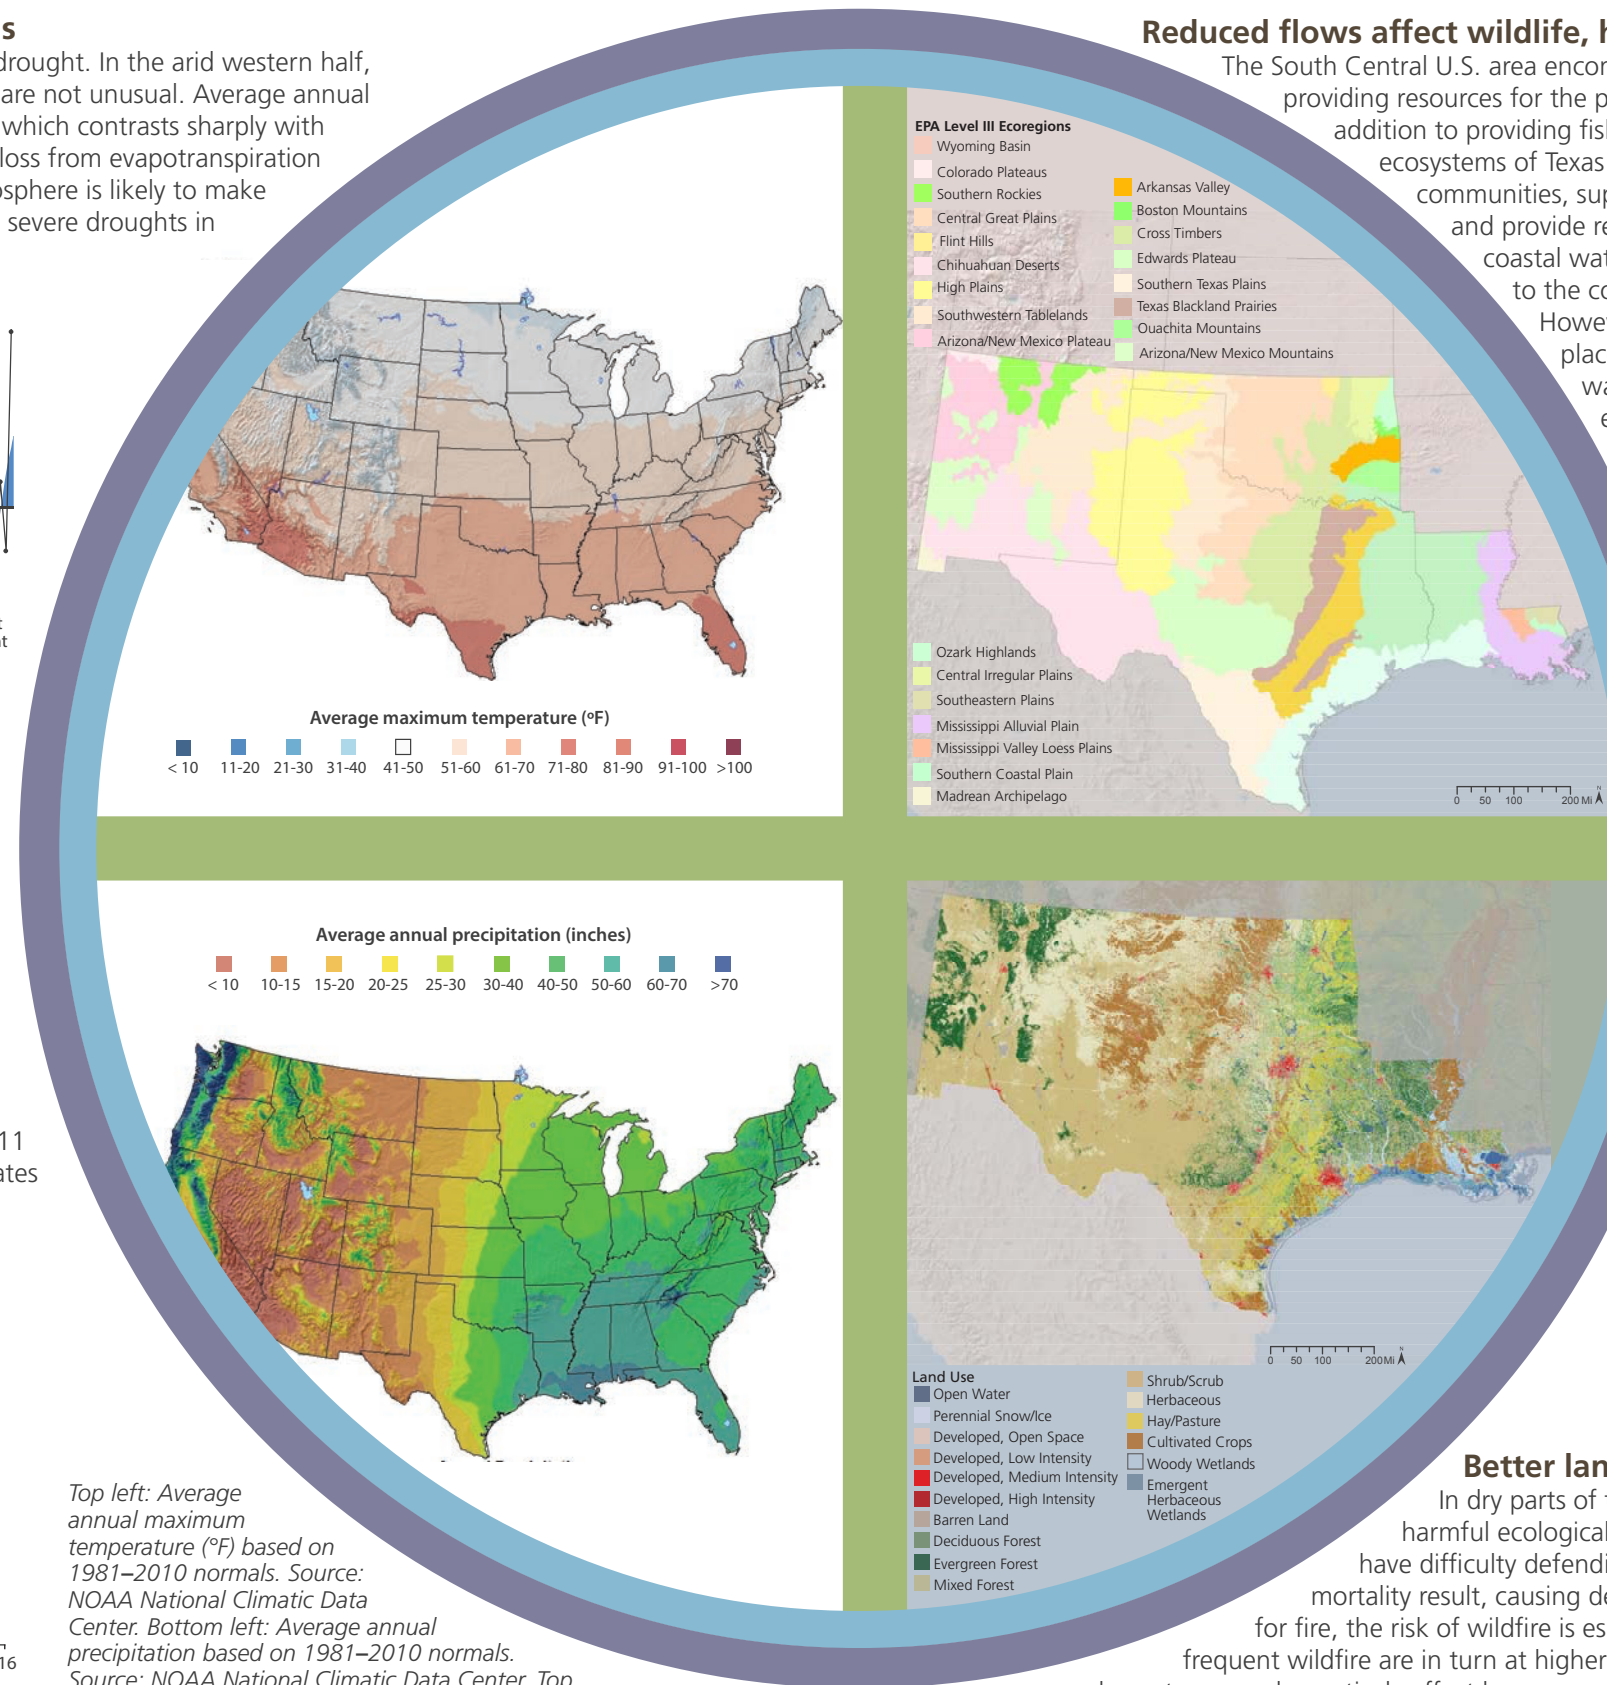 s
drought. In the arid western half,
are not unusual. Average annual
which contrasts sharply with
loss from evapotranspiration
osphere is likely to make
severe droughts in
t
at
11
ates
16
Reduced flows affect wildlife, h
The South Central U.S. area encor
providing resources for the p
addition to providing fish
ecosystems of Texas
communities, sup
and provide re
coastal wat
to the co
Howev
plac
wa
e
Average maximum temperature (ºF)
< 10 11-20 21-30 31-40 41-50 51-60 61-70 71-80 81-90 91-100 >100
EPA Level III Ecoregions
Wyoming Basin
Colorado Plateaus
Southern Rockies
Central Great Plains
Flint Hills
Chihuahuan Deserts
High Plains
Southwestern Tablelands
Arizona/New Mexico Plateau
Arkansas Valley
Boston Mountains
Cross Timbers
Edwards Plateau
Southern Texas Plains
Texas Blackland Prairies
Ouachita Mountains
Arizona/New Mexico Mountains
Ozark Highlands
Central Irregular Plains
Southeastern Plains
Mississippi Alluvial Plain
Mississippi Valley Loess Plains
Southern Coastal Plain
Madrean Archipelago
0 50 100 200 Mi
N
Average annual precipitation (inches)
< 10 10-15 15-20 20-25 25-30 30-40 40-50 50-60 60-70 >70
N
0 50 100 200 Mi
Land Use
Open Water
Perennial Snow/Ice
Developed, Open Space
Developed, Low Intensity
Developed, Medium Intensity
Developed, High Intensity
Barren Land
Deciduous Forest
Evergreen Forest
Mixed Forest
Shrub/Scrub
Herbaceous
Hay/Pasture
Cultivated Crops
Woody Wetlands
Emergent
Herbaceous
Wetlands
Top left: Average
annual maximum
temperature (ºF) based on
1981–2010 normals. Source:
NOAA National Climatic Data
Center. Bottom left: Average annual
precipitation based on 1981–2010 normals.
Source: NOAA National Climatic Data Center. Top
Better lan
In dry parts of t
harmful ecological
have difficulty defendi
mortality result, causing de
for fire, the risk of wildfire is es
frequent wildfire are in turn at higher